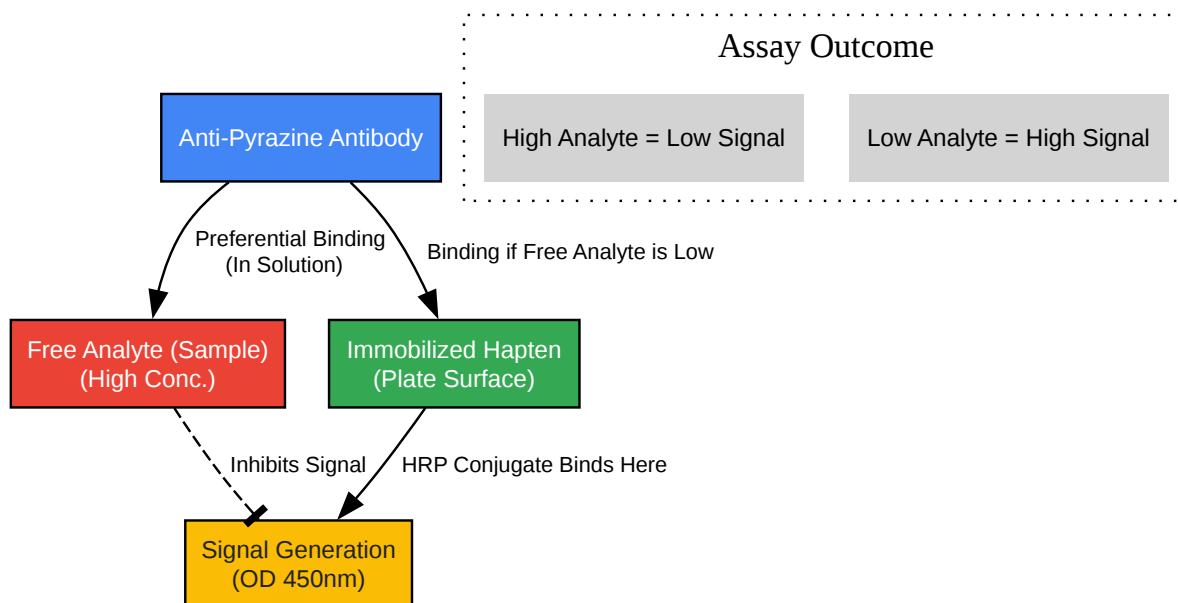 Assay Outcome
Anti-Pyrazine Antibody
High Analyte = Low Signal
Low Analyte = High Signal
Preferential Binding
(In Solution)
Binding if Free Analyte is Low
Free Analyte (Sample)
(High Conc.)
Immobilized Hapten
(Plate Surface)
Inhibits Signal
HRP Conjugate Binds Here
Signal Generation
(OD 450nm)